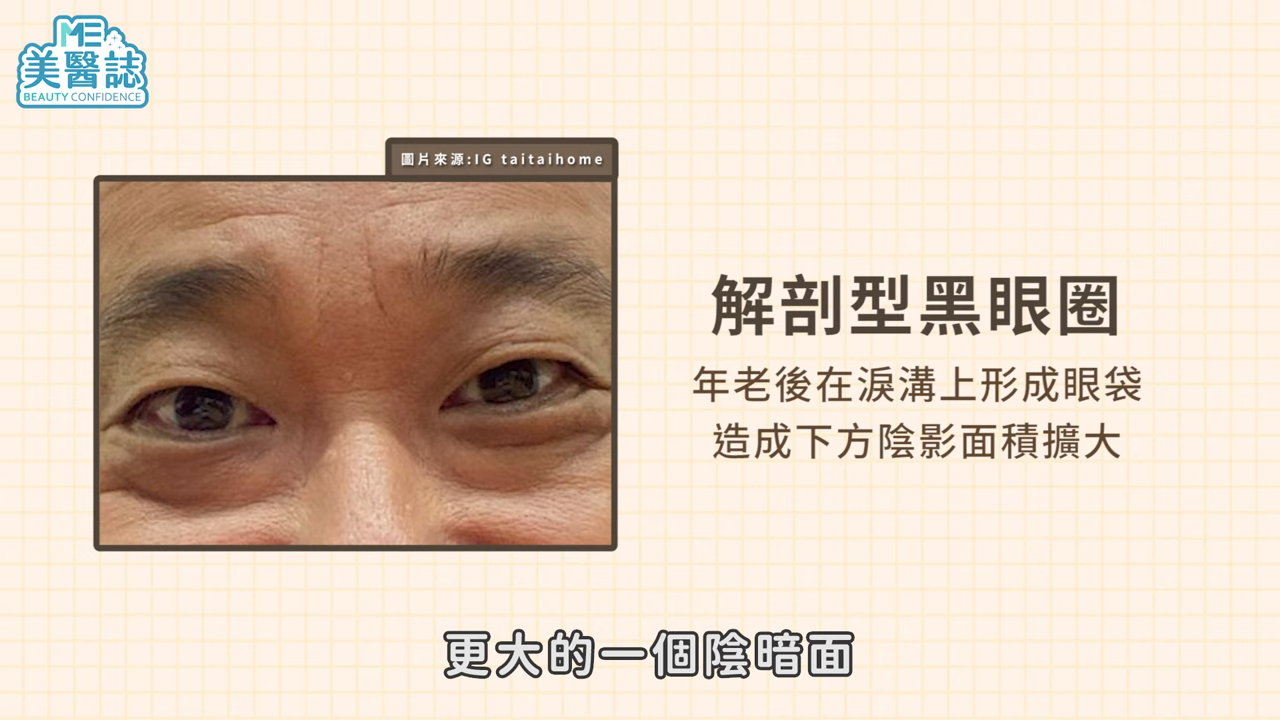 ME
美醫誌
BEAUTY CONFIDENCE
圖片來源:IG taitaihome
解剖型黑眼圈
年老後在淚溝上形成眼袋
造成下方陰影面積擴大
更大的一個陰暗面